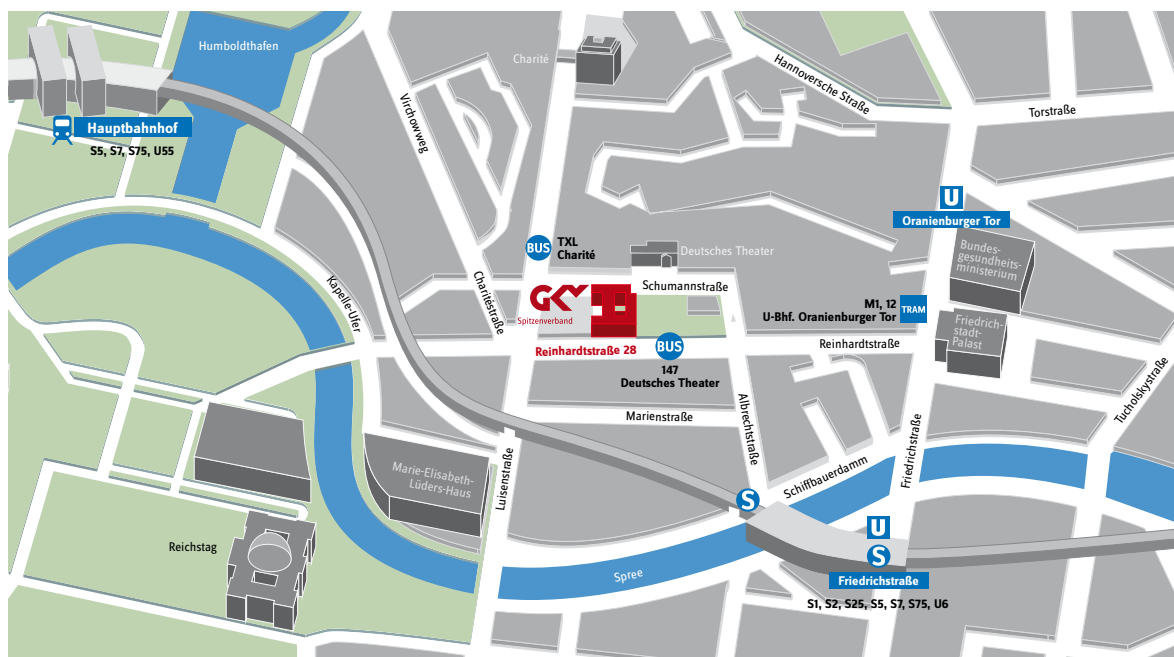 Humboldthafen
Charité
Hannoversche Straße
Virchowweg
Torstraße
Hauptbahnhof
S5, S7, S75, U55
U
Oranienburger Tor
BUS
TXL
Charité
Deutsches Theater
Bundes-
gesundheits-
ministerium
Kapelle-Ufer
Charitéstraße
Schumannstraße
GKV
Spitzenverband
M1, 12
U-Bhf. Oranienburger Tor
TRAM
Friedrich-
stadt-
Palast
Reinhardtstraße 28
BUS
147
Deutsches Theater
Reinhardtstraße
Tucholskystraße
Marienstraße
Albrechtstraße
Marie-Elisabeth-
Lüders-Haus
Luisenstraße
Schiffbauerdamm
Friedrichstraße
S
Reichstag
U
S
Spree
Friedrichstraße
S1, S2, S25, S5, S7, S75, U6